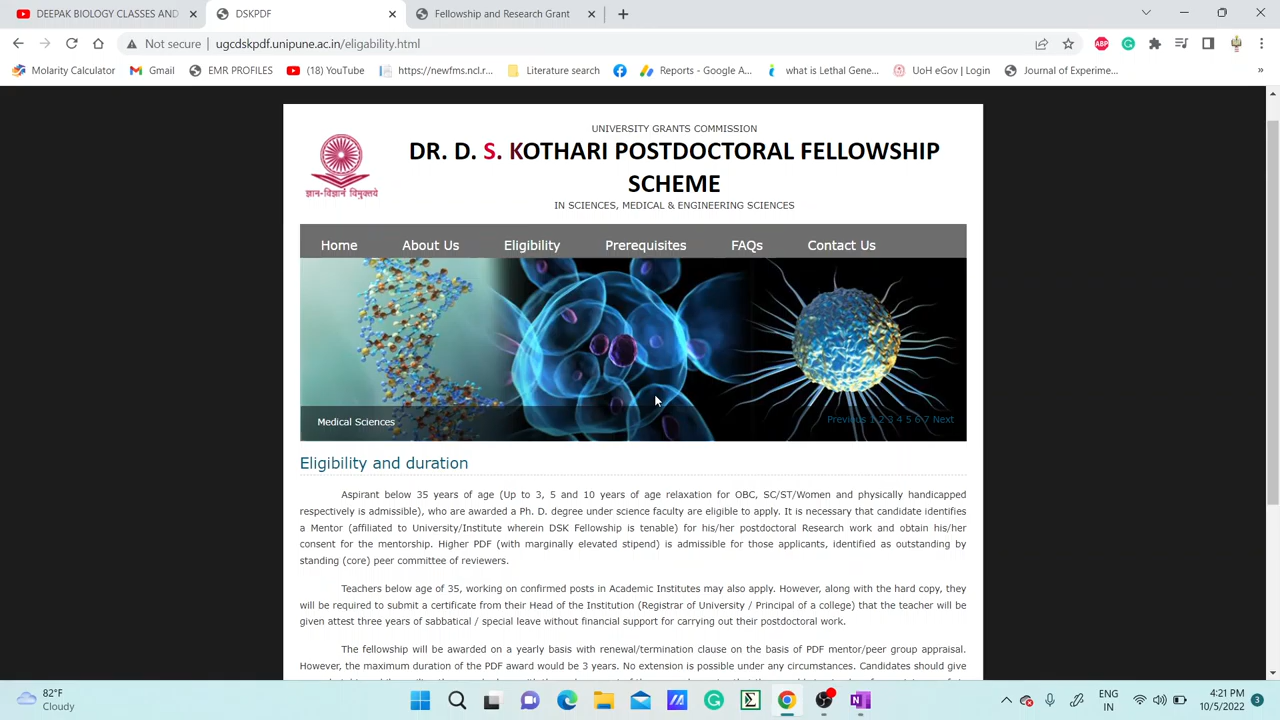 DEEPAK BIOLOGY CLASSES AND
DSKPDF
Fellowship and Research Grant
Not secure
ugcdskpdf.unipune.ac.in/eligability.html
ABP
Molarity Calculator
Gmail
EMR PROFILES
(18) YouTube
https://newfms.ncl.r...
Literature search
Reports - Google A...
what is Lethal Gene...
UoH eGov | Login
Journal of Experime...
»
UNIVERSITY GRANTS COMMISSION
DR. D. S. KOTHARI POSTDOCTORAL FELLOWSHIP
SCHEME
IN SCIENCES, MEDICAL & ENGINEERING SCIENCES
ज्ञान-विज्ञानं विमुक्तये
Home
About Us
Eligibility
Prerequisites
FAQs
Contact Us
Medical Sciences
Previous 1 2 3 4 5 6 7 Next
Eligibility and duration
Aspirant below 35 years of age (Up to 3, 5 and 10 years of age relaxation for OBC, SC/ST/Women and physically handicapped
respectively is admissible), who are awarded a Ph. D. degree under science faculty are eligible to apply. It is necessary that candidate identifies
a Mentor (affiliated to University/Institute wherein DSK Fellowship is tenable) for his/her postdoctoral Research work and obtain his/her
consent for the mentorship. Higher PDF (with marginally elevated stipend) is admissible for those applicants, identified as outstanding by
standing (core) peer committee of reviewers.
Teachers below age of 35, working on confirmed posts in Academic Institutes may also apply. However, along with the hard copy, they
will be required to submit a certificate from their Head of the Institution (Registrar of University / Principal of a college) that the teacher will be
given attest three years of sabbatical / special leave without financial support for carrying out their postdoctoral work.
The fellowship will be awarded on a yearly basis with renewal/termination clause on the basis of PDF mentor/peer group appraisal.
However, the maximum duration of the PDF award would be 3 years. No extension is possible under any circumstances. Candidates should give
82°F
Cloudy
ENG
IN
4:21 PM
10/5/2022
3